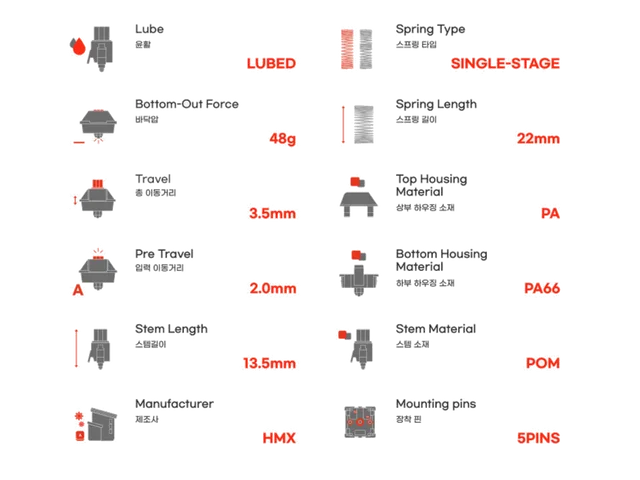 Lube
윤활
LUBED
Spring Type
스프링 타입
SINGLE-STAGE
Bottom-Out Force
바닥압
48g
Spring Length
스프링 길이
22mm
Travel
총 이동거리
3.5mm
Top Housing
Material
상부 하우징 소재
PA
Pre Travel
입력 이동거리
A
2.0mm
Bottom Housing
Material
하부 하우징 소재
PA66
Stem Length
스템길이
13.5mm
Stem Material
스템 소재
POM
Manufacturer
제조사
HMX
Mounting pins
장착 핀
5PINS